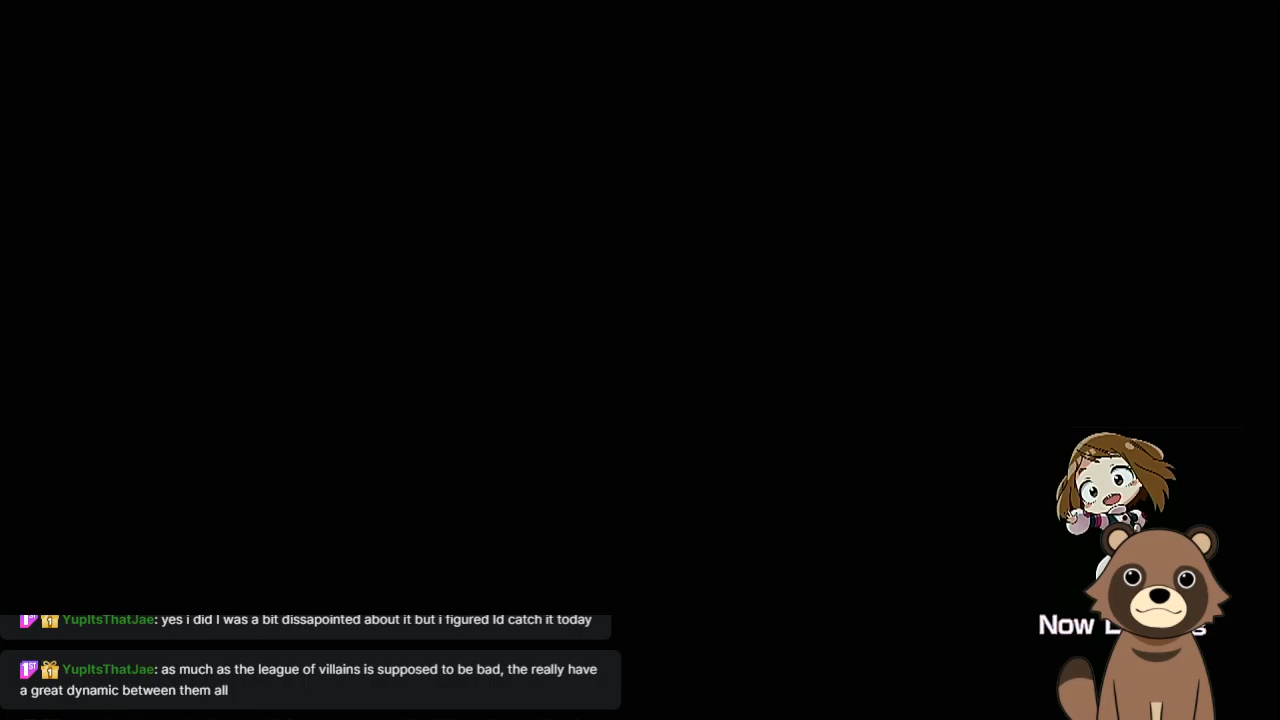 YupItsThatJae: yes i did I was a bit dissapointed about it but i figured Id catch it today
YupItsThatJae: as much as the league of villains is supposed to be bad, the really have
a great dynamic between them all
Now